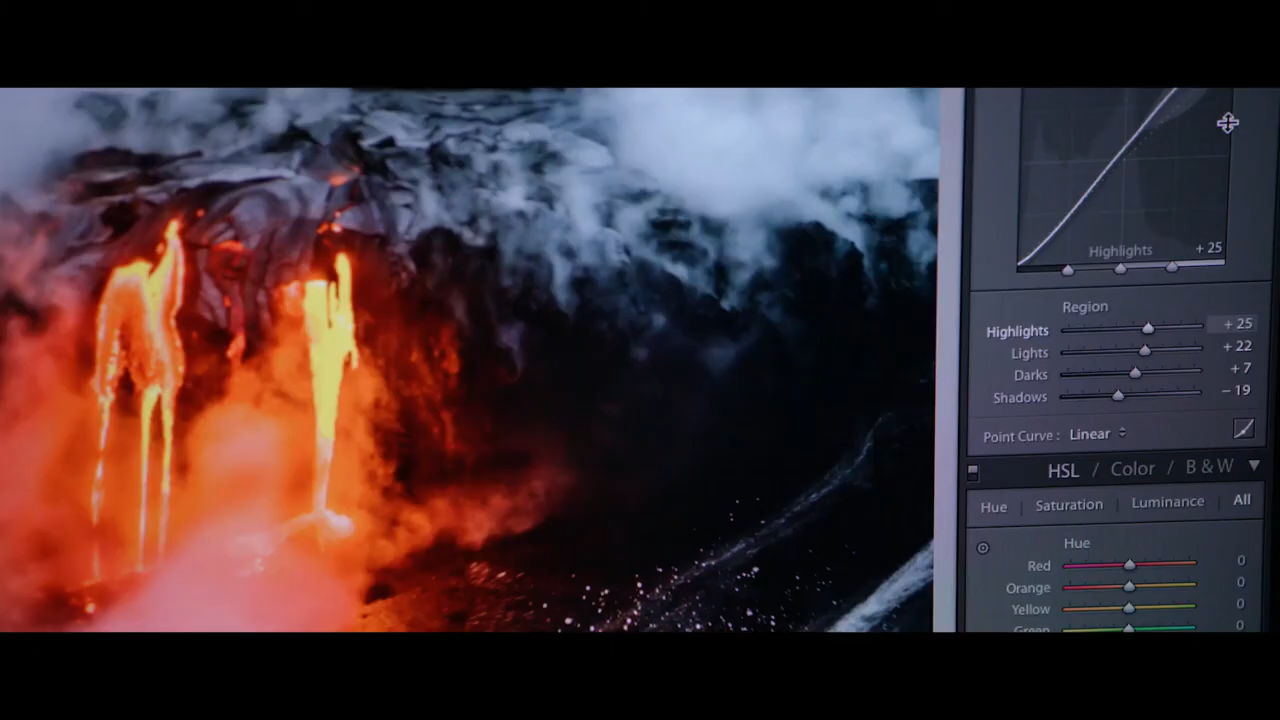 Highlights + 25
Region
Highlights + 25
Lights + 22
Darks + 7
Shadows − 19
Point Curve : Linear
HSL / Color / B & W
Hue | Saturation | Luminance | All
Hue
Red 0
Orange 0
Yellow 0
Green 0